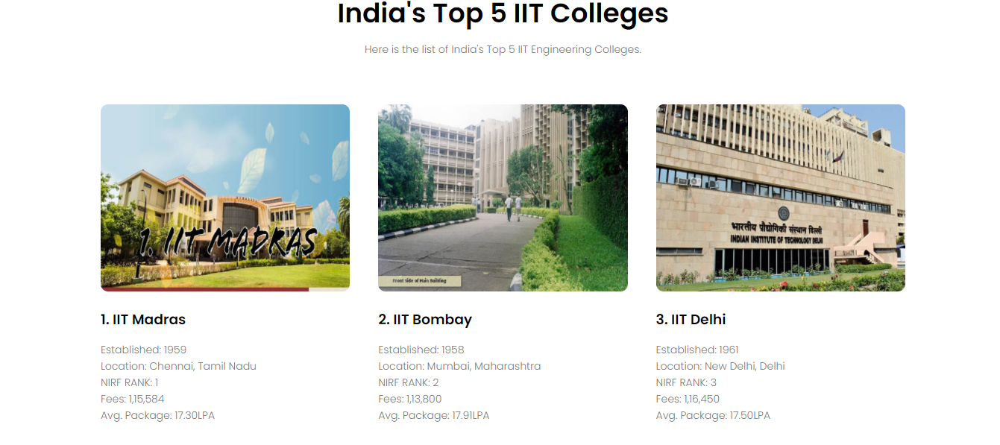 India's Top 5 IIT Colleges
Here is the list of India's Top 5 IIT Engineering Colleges.
1. IIT MADRAS
Front Side of Main Building
भारतीय प्रौद्योगिकी संस्थान दिल्ली
INDIAN INSTITUTE OF TECHNOLOGY DELHI
1. IIT Madras
Established: 1959
Location: Chennai, Tamil Nadu
NIRF RANK: 1
Fees: 1,15,584
Avg. Package: 17.30LPA
2. IIT Bombay
Established: 1958
Location: Mumbai, Maharashtra
NIRF RANK: 2
Fees: 1,13,800
Avg. Package: 17.91LPA
3. IIT Delhi
Established: 1961
Location: New Delhi, Delhi
NIRF RANK: 3
Fees: 1,16,450
Avg. Package: 17.50LPA